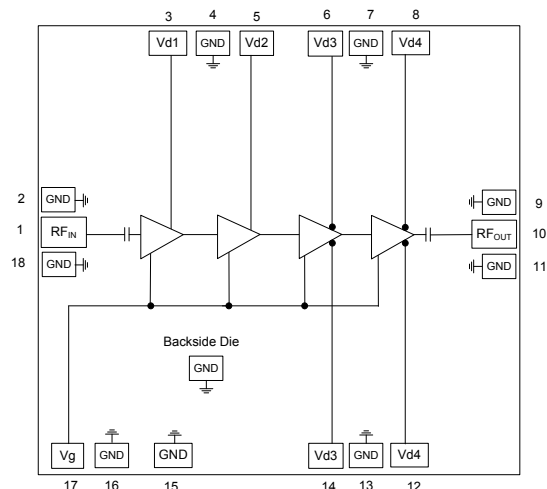 3 4 5 6 7 8
Vd1 GND Vd2 Vd3 GND Vd4
2 GND GND 9
1 RFIN RFOUT 10
18 GND GND 11
Backside Die
GND
Vg GND GND Vd3 GND Vd4
17 16 15 14 13 12